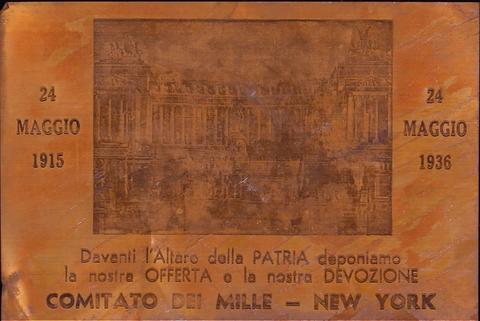 24
MAGGIO
1915
24
MAGGIO
1936
Davanti l'Altare della PATRIA deponiamo
la nostra OFFERTA e la nostra DEVOZIONE
COMITATO DEI MILLE – NEW YORK